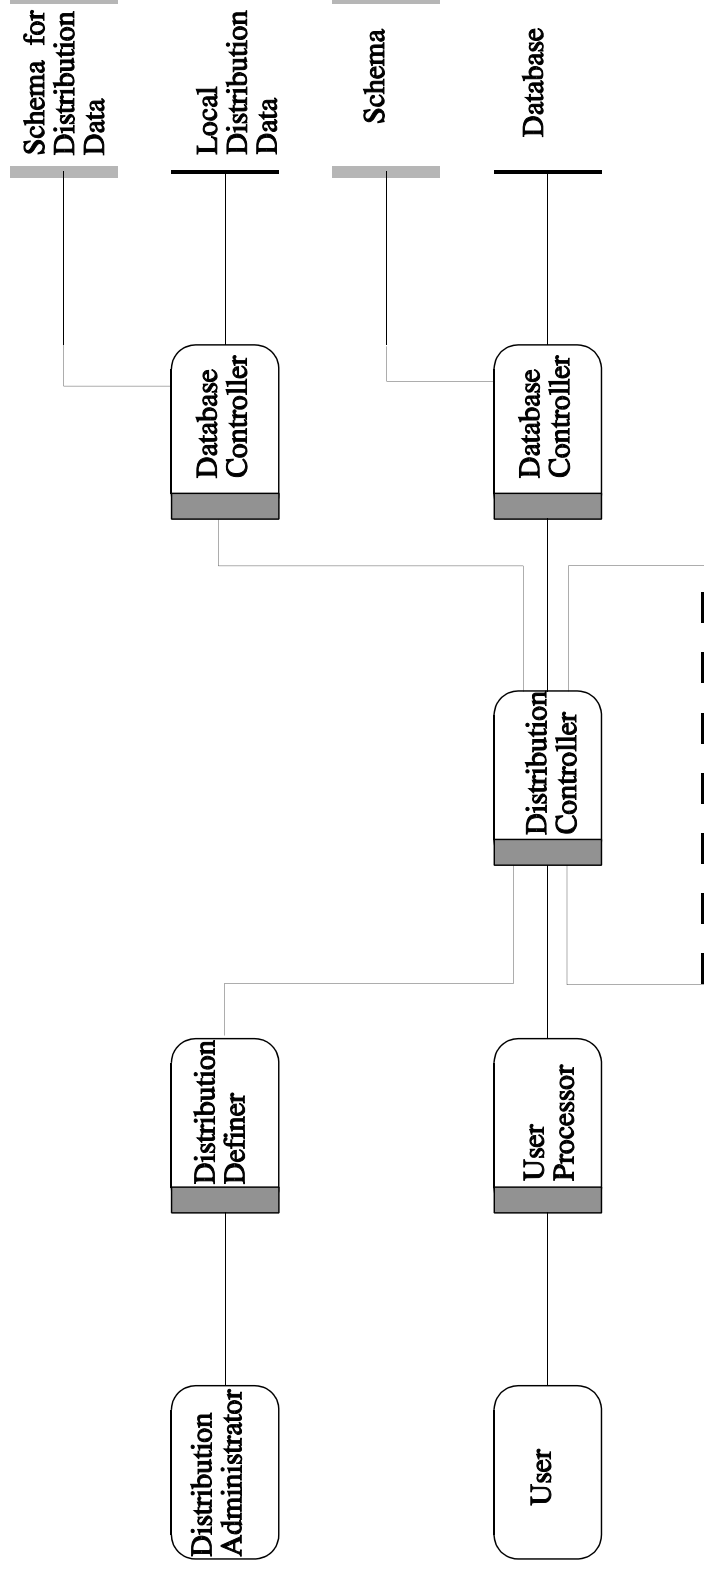 Schema for
Distribution
Data
Local
Distribution
Data
Schema
Database
Database
Controller
Database
Controller
Distribution
Controller
Distribution
Definer
User
Processor
Distribution
Administrator
User